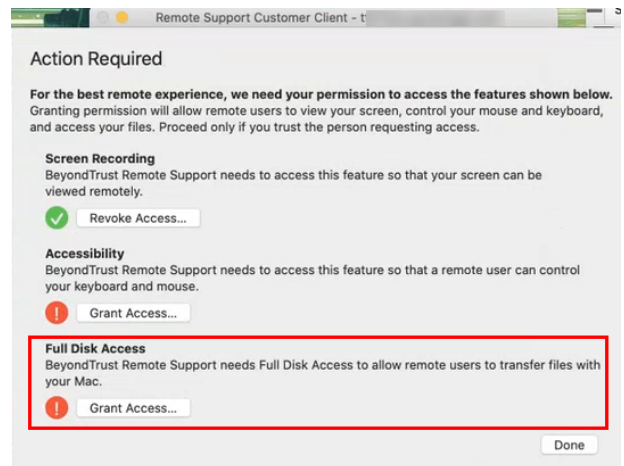 Remote Support Customer Client -
Action Required
For the best remote experience, we need your permission to access the features shown below.
Granting permission will allow remote users to view your screen, control your mouse and keyboard,
and access your files. Proceed only if you trust the person requesting access.
Screen Recording
BeyondTrust Remote Support needs to access this feature so that your screen can be
viewed remotely.
Revoke Access...
Accessibility
BeyondTrust Remote Support needs to access this feature so that a remote user can control
your keyboard and mouse.
Grant Access...
Full Disk Access
BeyondTrust Remote Support needs Full Disk Access to allow remote users to transfer files with
your Mac.
Grant Access...
Done